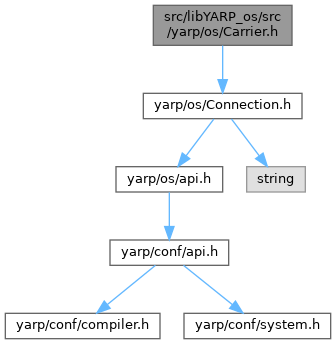 src/libYARP_os/src
/yarp/os/Carrier.h
yarp/os/Connection.h
yarp/os/api.h
string
yarp/conf/api.h
yarp/conf/compiler.h
yarp/conf/system.h